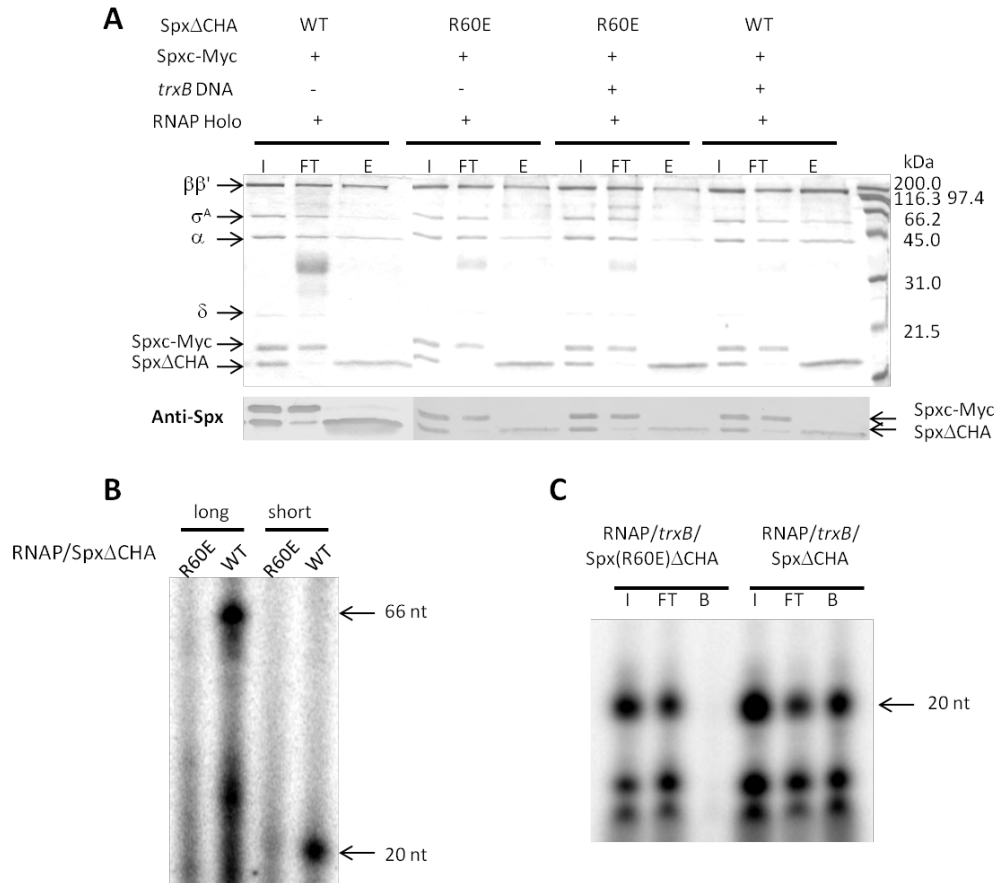 A
SpxΔCHA WT R60E R60E WT
Spxc-Myc + + + +
trxB DNA - - + +
RNAP Holo + + + +
I FT E I FT E I FT E I FT E kDa
ββ' 200.0
116.3 97.4
σA 66.2
α 45.0
31.0
δ
21.5
Spxc-Myc
SpxΔCHA
Anti-Spx Spxc-Myc
SpxΔCHA
B
long short
RNAP/SpxΔCHA R60E WT R60E WT
66 nt
20 nt
C
RNAP/trxB/ RNAP/trxB/
Spx(R60E)ΔCHA SpxΔCHA
I FT B I FT B
20 nt